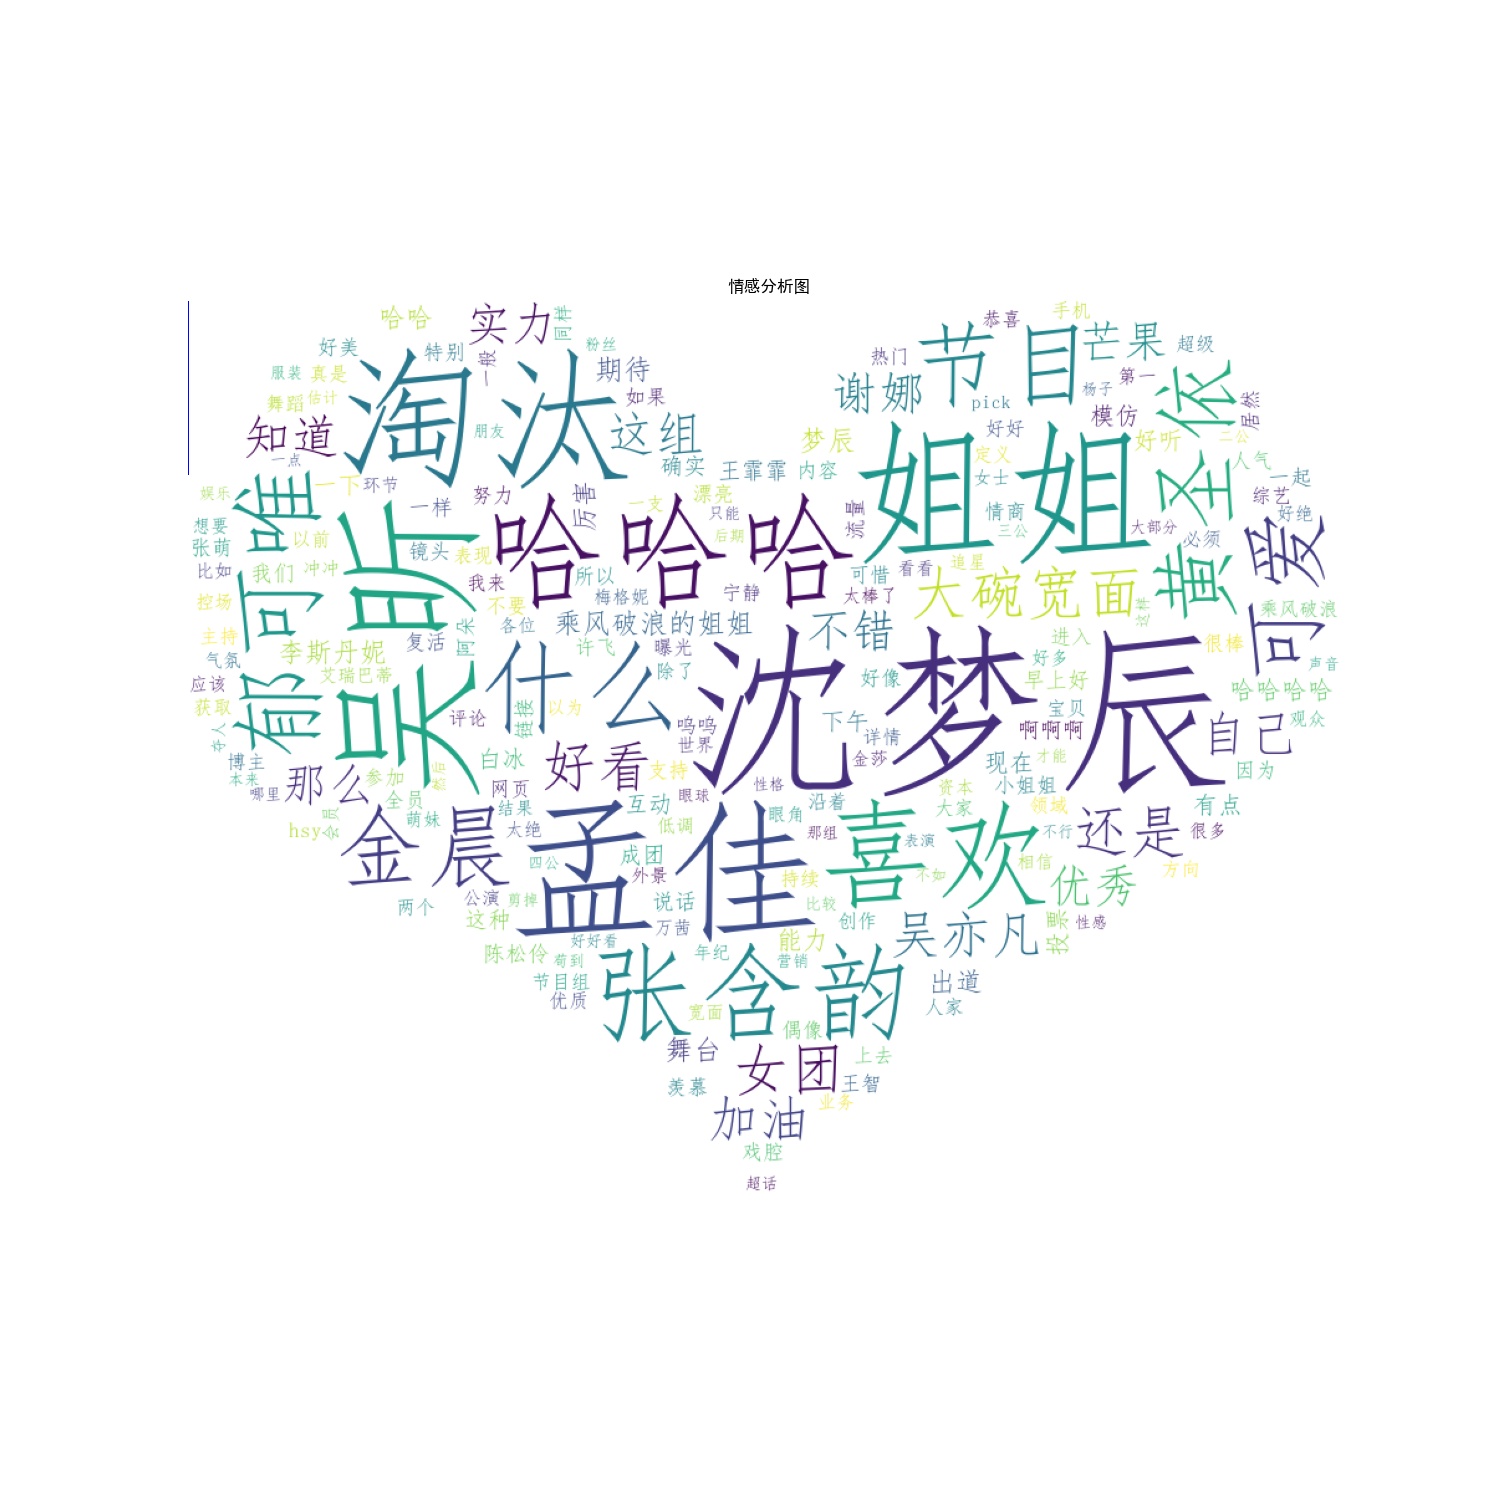 情感分析图
哈哈
实力
同样
粉丝
恭喜
手机
好美
特别
一般
期待
热门
节目
芒果
超级
服装
真是
淘汰
如果
谢娜
杨子
第一
依
舞蹈
估计
朋友
这组
pick
模仿
居然
知道
梦辰
好好
好听
二公
一点
确实
王霏霏
内容
定义
姐姐
人气
娱乐
郁可唯
一下
环节
努力
厉害
一支
漂亮
流量
女士
黄圣依
综艺
一起
想要
以前
一样
哈哈哈
只能
情商
三公
大部分
必须
好绝
张萌
镜头
表现
后期
可爱
比如
我们
冲冲
吴昕
我来
所以
可惜
看看
追星
控场
不要
梅格妮
宁静
太棒了
大碗宽面
这样
乘风破浪
主持
阿朵
各位
乘风破浪的姐姐
不错
进入
很棒
气氛
李斯丹妮
复活
许飞
曝光
好多
声音
应该
艾瑞巴蒂
什么
除了
沈梦辰
好像
早上好
哈哈哈哈
获取
评论
链接
以为
呜呜
下午
宝贝
自己
观众
夺人
世界
详情
啊啊啊
博主
白冰
好看
金莎
现在
才能
因为
本来
那么
参加
然后
支持
性格
小姐姐
哪里
全员
网页
互动
眼球
沿着
资本
领域
有点
hsy
会员
萌妹
结果
低调
眼角
大家
还是
很多
金晨
太绝
孟佳
那组
喜欢
表演
不行
四公
成团
外景
持续
不如
相信
方向
两个
公演
剪掉
说话
比较
优秀
这种
万茜
创作
吴亦凡
投票
性感
陈松伶
好好看
能力
苟到
年纪
营销
节目组
张含韵
出道
优质
宽面
偶像
人家
舞台
女团
上去
羡慕
王智
业务
加油
戏腔
超话